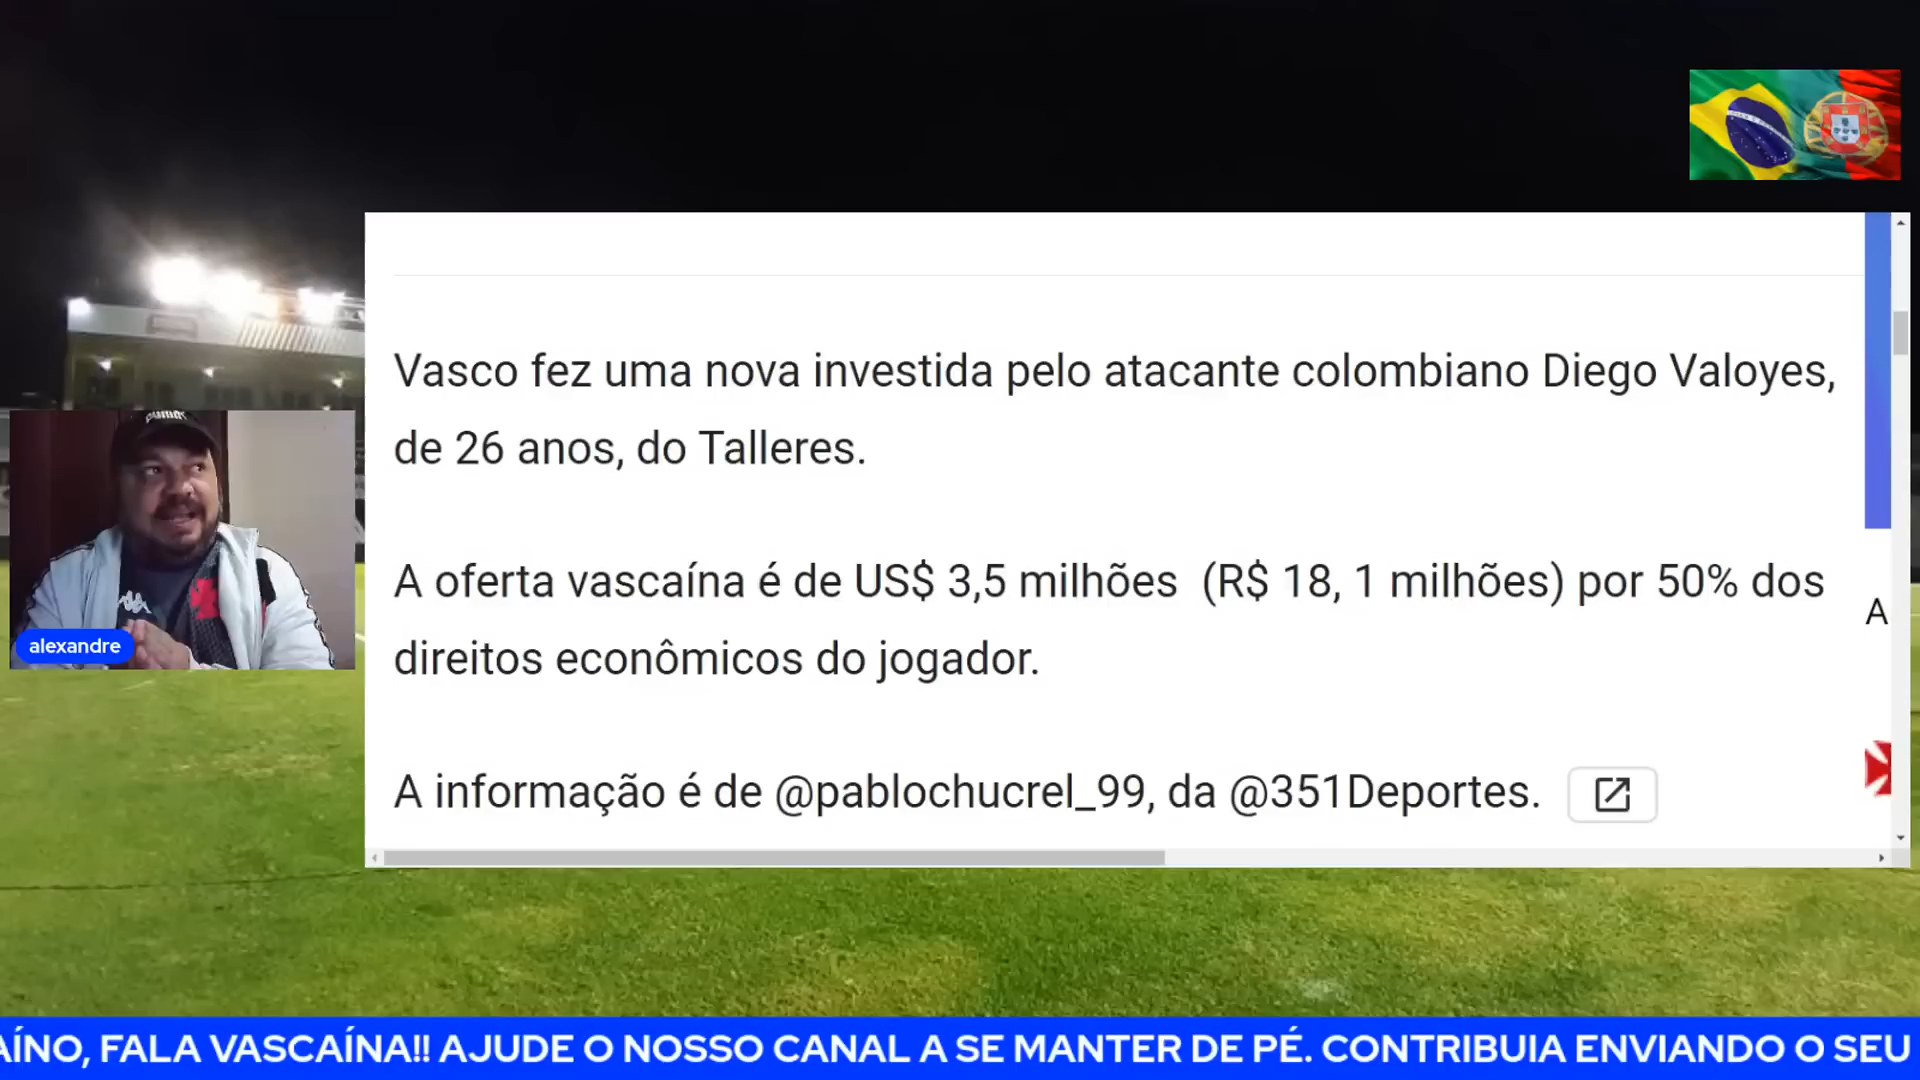 Vasco fez uma nova investida pelo atacante colombiano Diego Valoyes,
de 26 anos, do Talleres.
A oferta vascaína é de US$ 3,5 milhões (R$ 18, 1 milhões) por 50% dos
direitos econômicos do jogador.
A
A informação é de @pablochucrel_99, da @351Deportes.
alexandre
AÍNO, FALA VASCAÍNA!! AJUDE O NOSSO CANAL A SE MANTER DE PÉ. CONTRIBUIA ENVIANDO O SEU